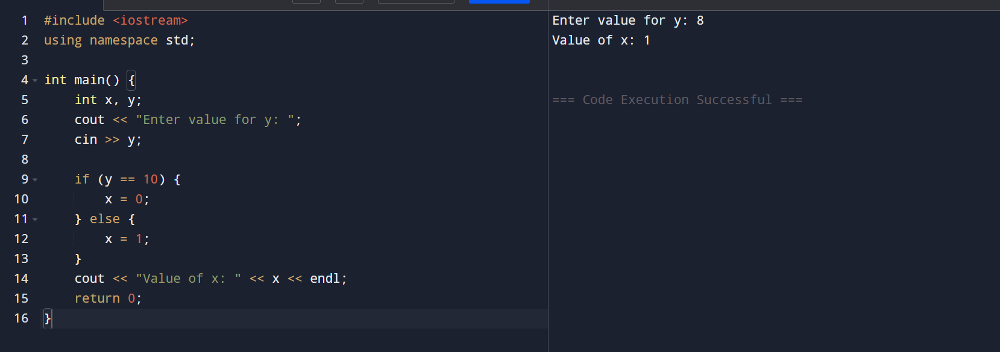 1 #include <iostream>
2 using namespace std;
3
4 int main() {
5     int x, y;
6     cout << "Enter value for y: ";
7     cin >> y;
8
9     if (y == 10) {
10         x = 0;
11     } else {
12         x = 1;
13     }
14     cout << "Value of x: " << x << endl;
15     return 0;
16 }
Enter value for y: 8
Value of x: 1
=== Code Execution Successful ===